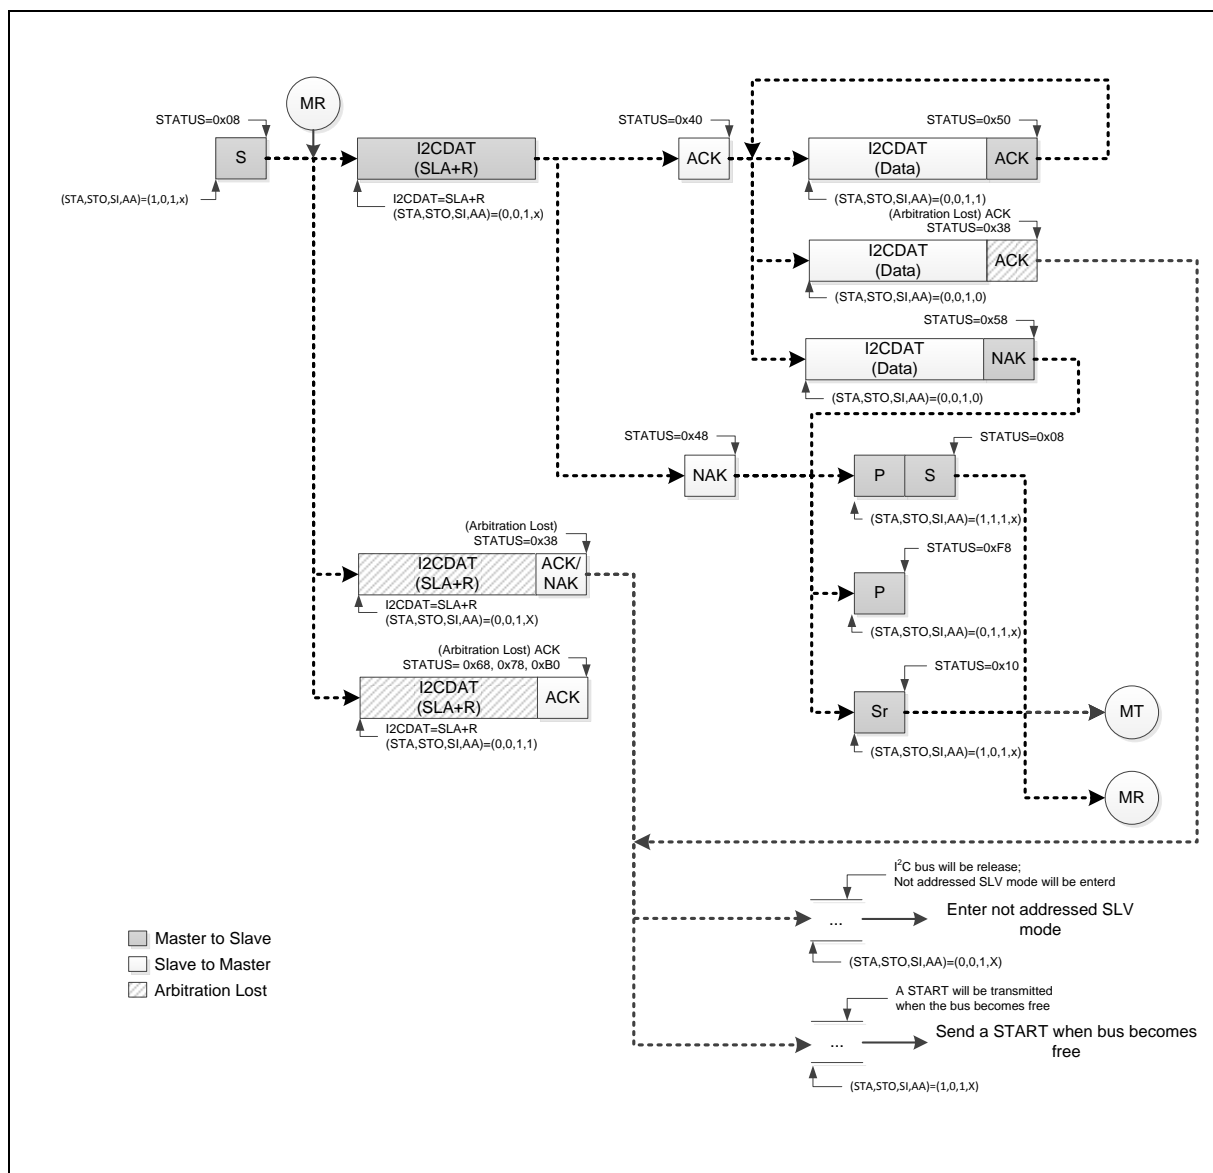 MR
STATUS=0x08
STATUS=0x40
STATUS=0x50
S
I2CDAT
(SLA+R)
ACK
I2CDAT
(Data)
ACK
(STA,STO,SI,AA)=(1,0,1,x)
I2CDAT=SLA+R
(STA,STO,SI,AA)=(0,0,1,x)
(STA,STO,SI,AA)=(0,0,1,1)
(Arbitration Lost) ACK
STATUS=0x38
I2CDAT
(Data)
ACK
(STA,STO,SI,AA)=(0,0,1,0)
STATUS=0x58
I2CDAT
(Data)
NAK
(STA,STO,SI,AA)=(0,0,1,0)
STATUS=0x48
STATUS=0x08
NAK
P
S
(STA,STO,SI,AA)=(1,1,1,x)
(Arbitration Lost)
STATUS=0x38
I2CDAT
(SLA+R)
ACK/
NAK
I2CDAT=SLA+R
(STA,STO,SI,AA)=(0,0,1,X)
STATUS=0xF8
P
(STA,STO,SI,AA)=(0,1,1,x)
(Arbitration Lost) ACK
STATUS= 0x68, 0x78, 0xB0
I2CDAT
(SLA+R)
ACK
I2CDAT=SLA+R
(STA,STO,SI,AA)=(0,0,1,1)
STATUS=0x10
Sr
MT
(STA,STO,SI,AA)=(1,0,1,x)
MR
I2C bus will be release;
Not addressed SLV mode will be enterd
...
Enter not addressed SLV
mode
(STA,STO,SI,AA)=(0,0,1,X)
Master to Slave
Slave to Master
Arbitration Lost
A START will be transmitted
when the bus becomes free
...
Send a START when bus becomes
free
(STA,STO,SI,AA)=(1,0,1,X)